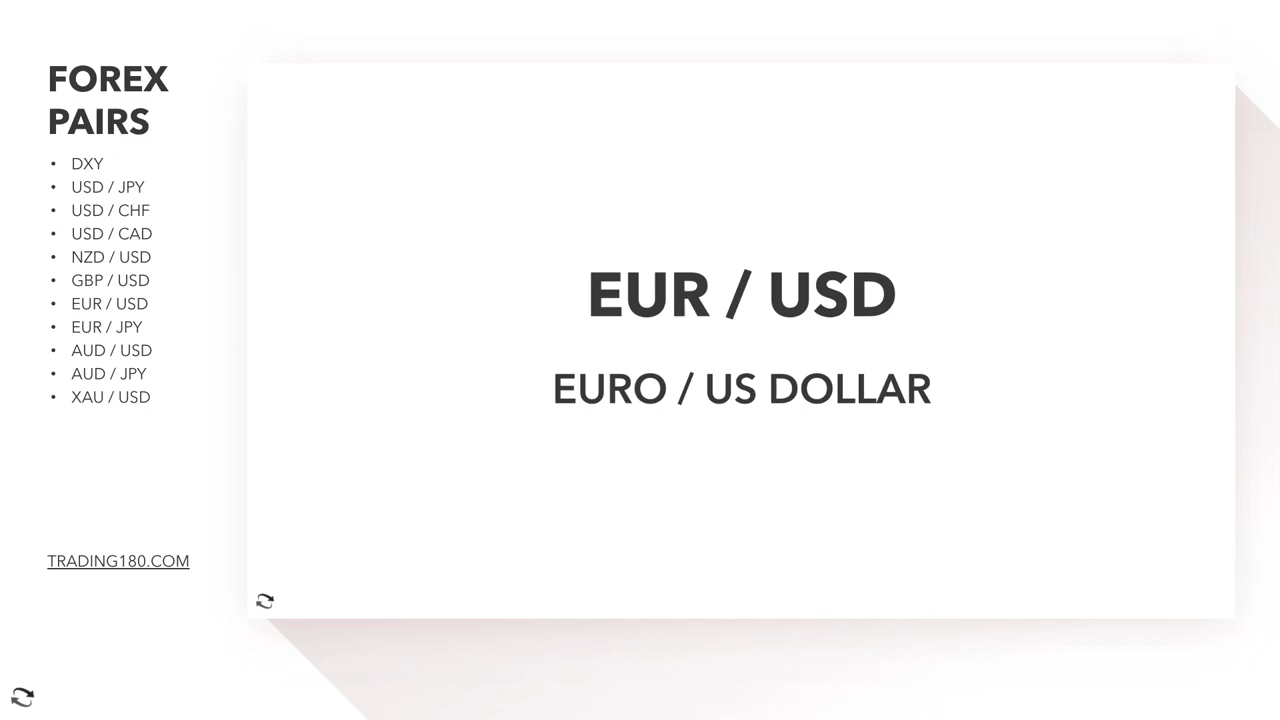 FOREX
PAIRS
• DXY
• USD / JPY
• USD / CHF
• USD / CAD
• NZD / USD
• GBP / USD
• EUR / USD
• EUR / JPY
• AUD / USD
• AUD / JPY
• XAU / USD
TRADING180.COM
EUR / USD
EURO / US DOLLAR